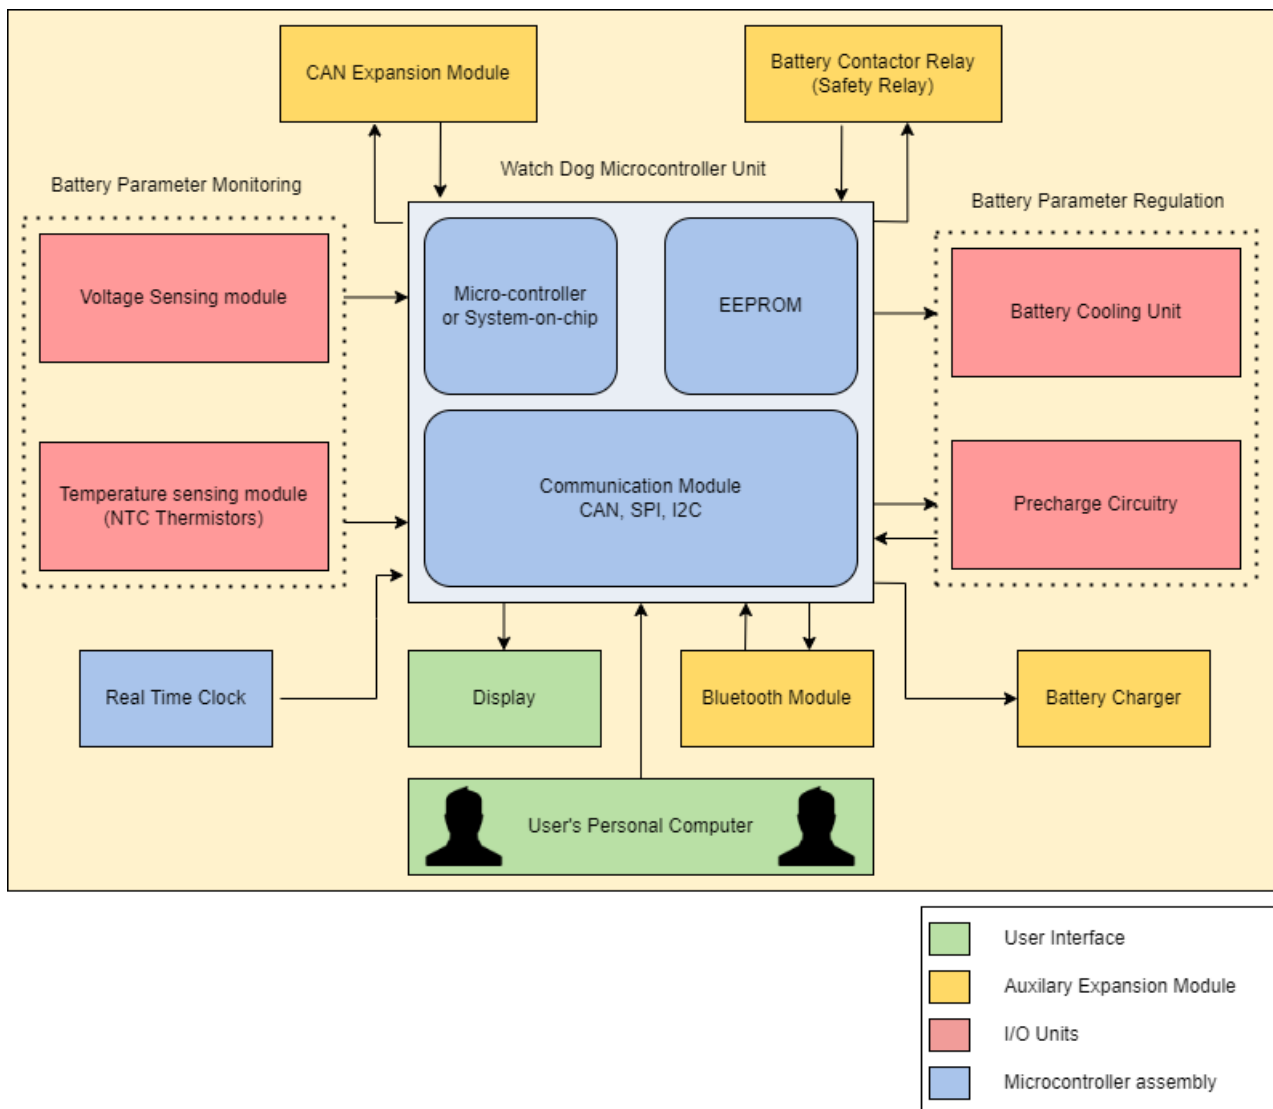 CAN Expansion Module
Battery Contactor Relay
(Safety Relay)
Watch Dog Microcontroller Unit
Battery Parameter Monitoring
Battery Parameter Regulation
Voltage Sensing module
Micro-controller
or System-on-chip
EEPROM
Battery Cooling Unit
Temperature sensing module
(NTC Thermistors)
Communication Module
CAN, SPI, I2C
Precharge Circuitry
Real Time Clock
Display
Bluetooth Module
Battery Charger
User's Personal Computer
User Interface
Auxilary Expansion Module
I/O Units
Microcontroller assembly